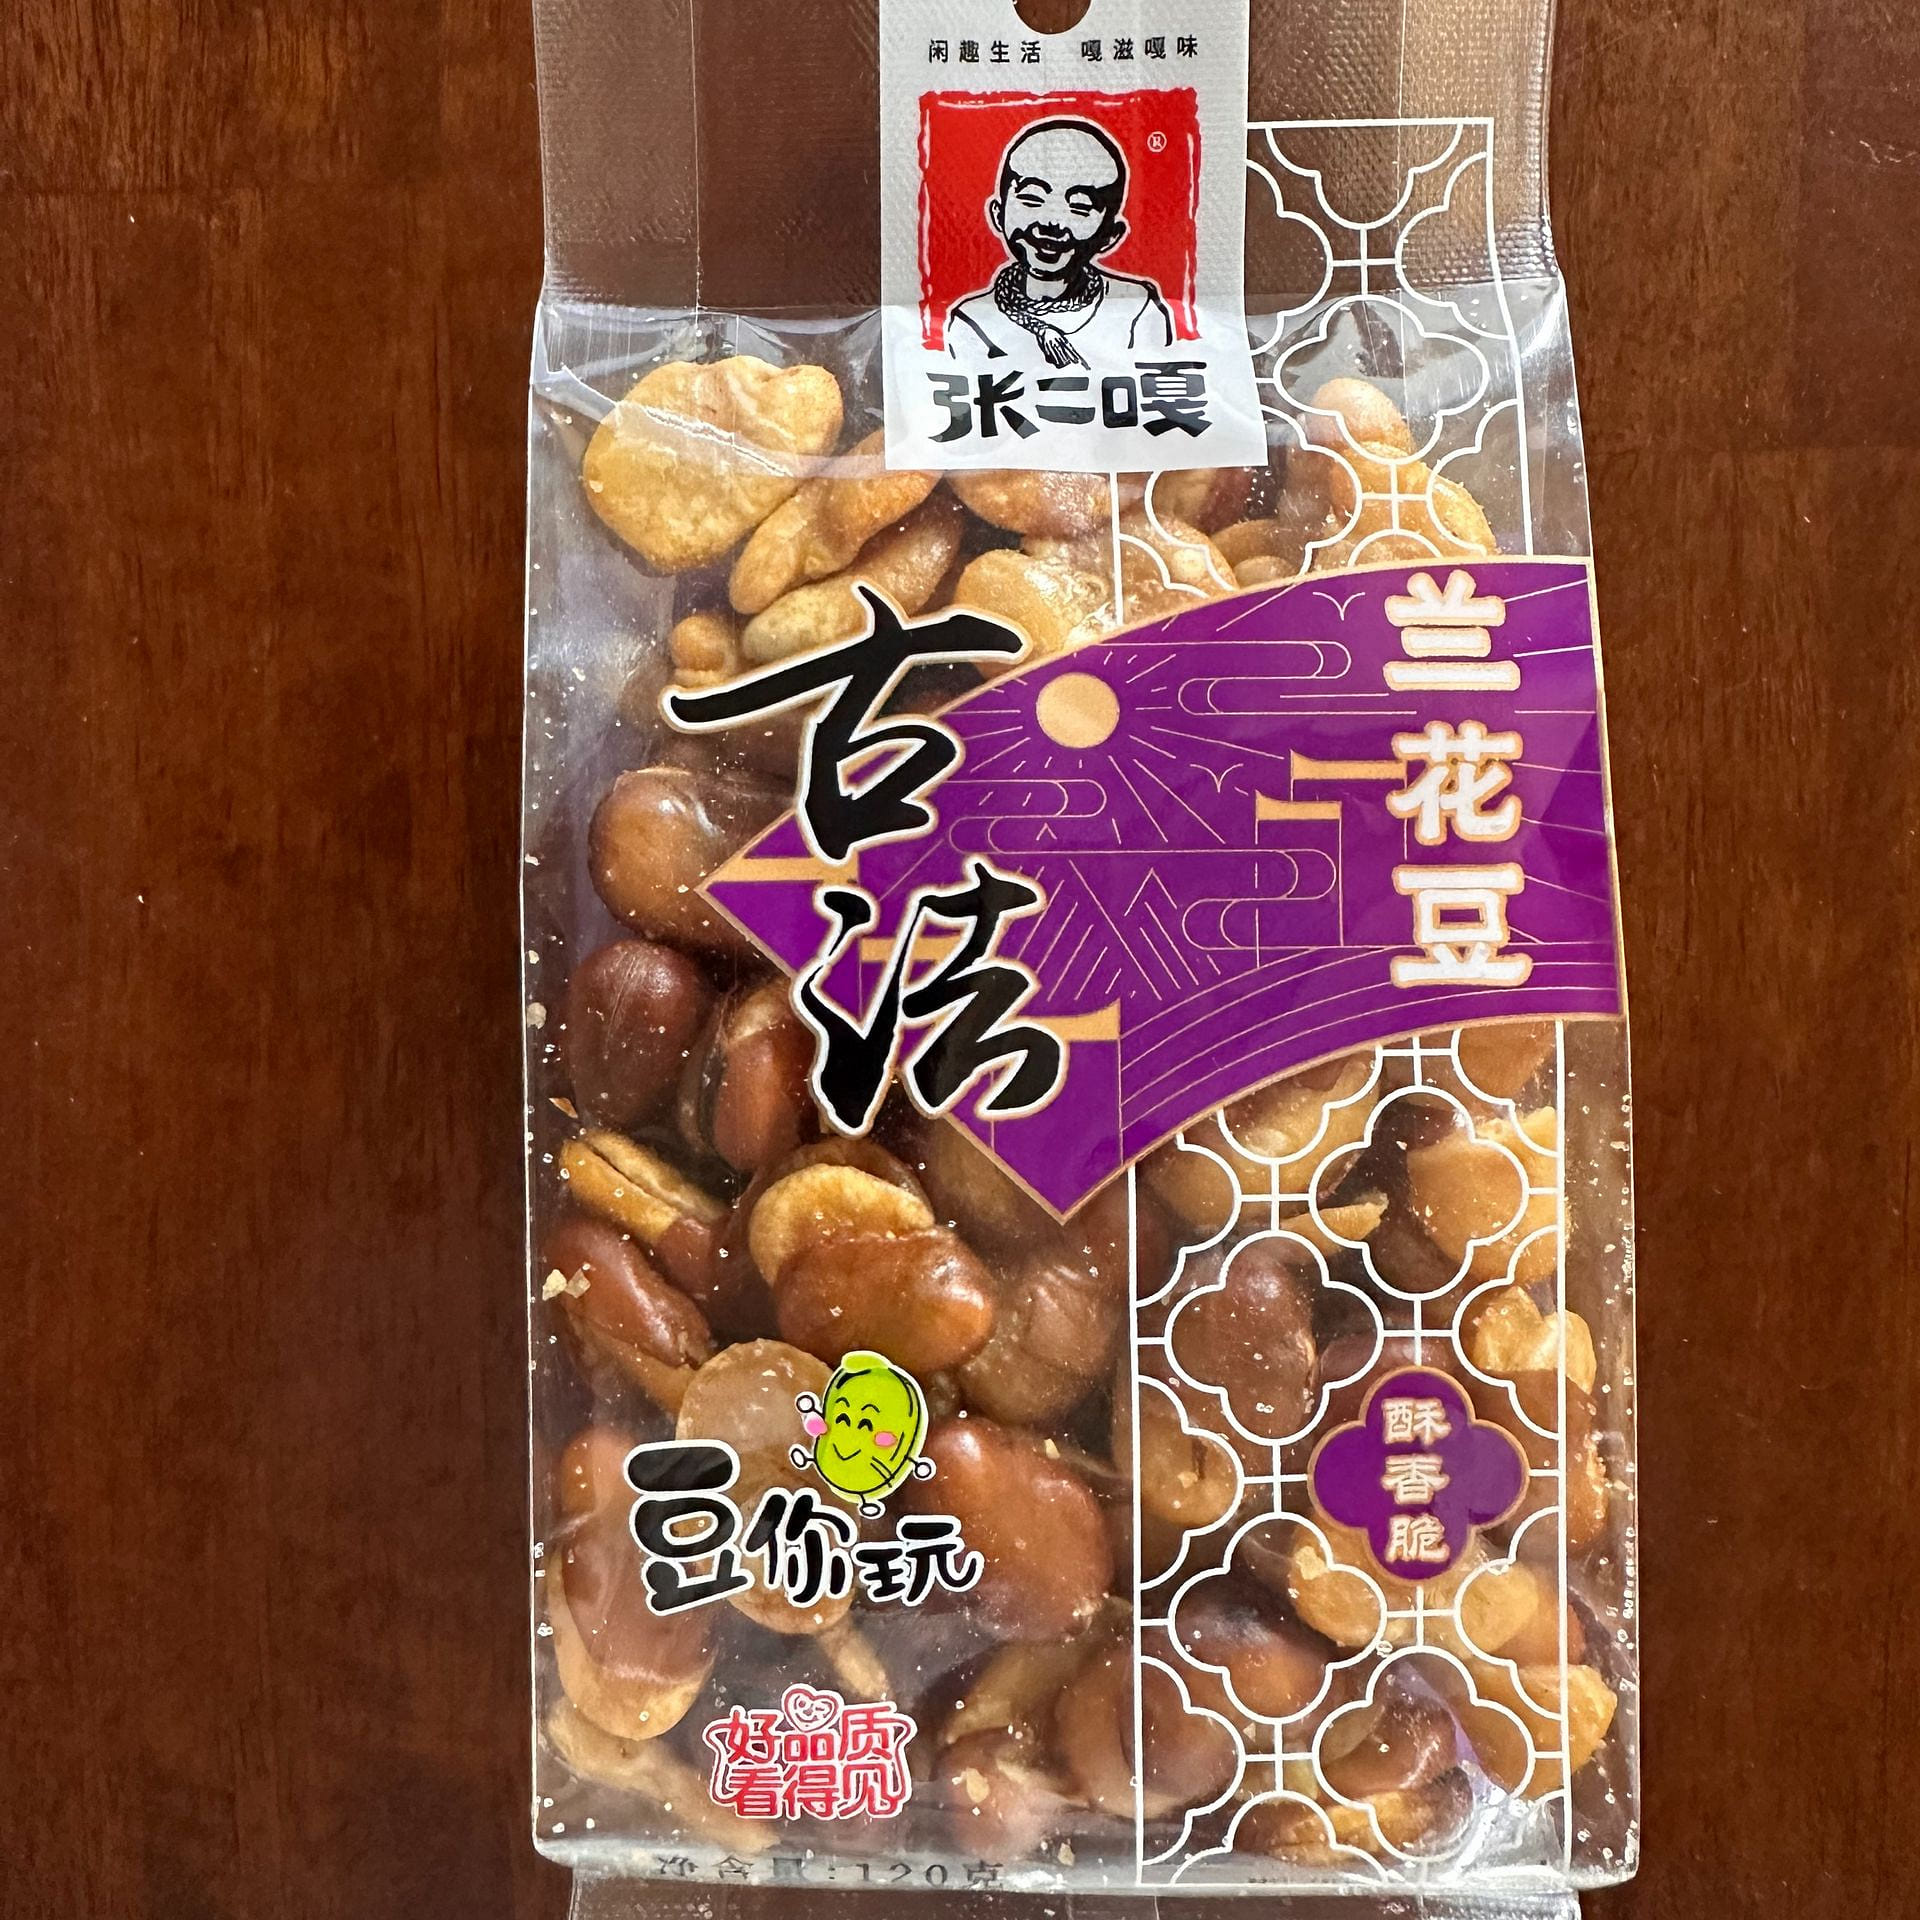 闲趣生活 嘎滋嘎味
®
张二嘎
古法
兰花豆
豆你玩
酥香脆
好品质
看得见
净含量:120克